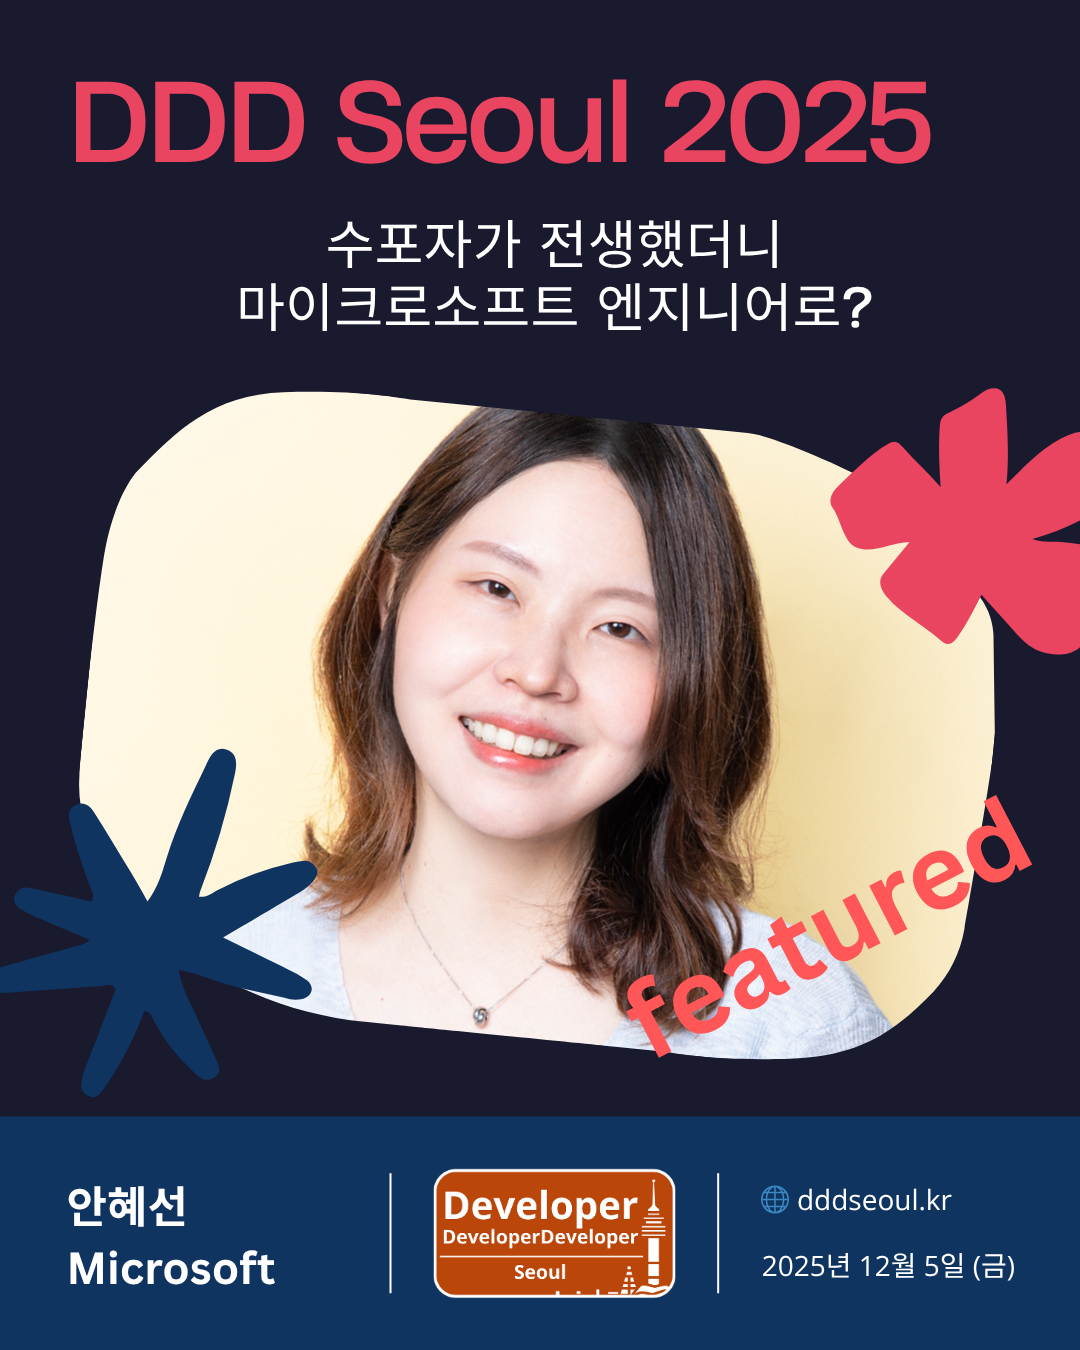 DDD Seoul 2025
수포자가 전생했더니
마이크로소프트 엔지니어로?
featured
안혜선
Microsoft
Developer
DeveloperDeveloper
Seoul
dddseoul.kr
2025년 12월 5일 (금)